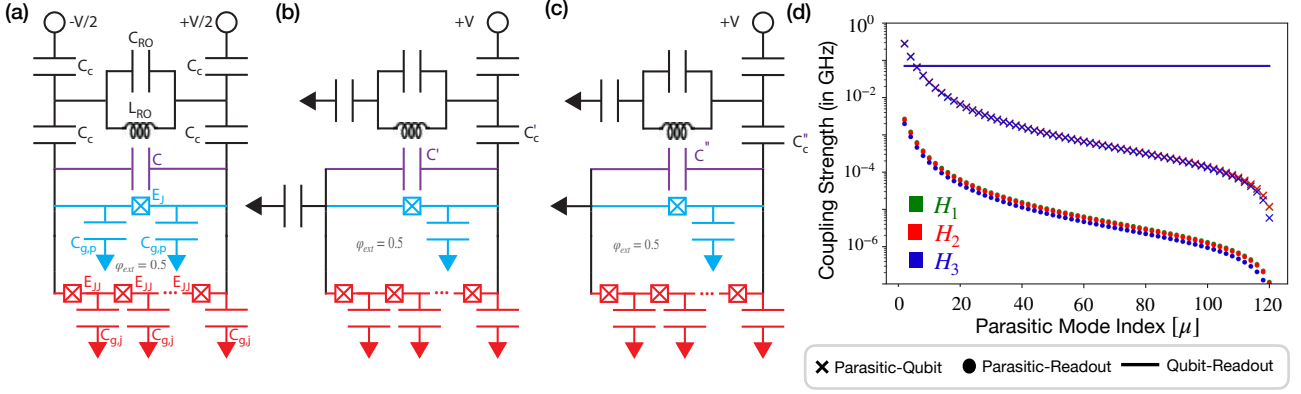 (a)
-V/2
+V/2
C_RO
C_c
C_c
L_RO
C_c
C_c
C
E_J
C_g,p
C_g,p
φ_ext = 0.5
E_JJ
E_JJ
E_JJ
...
C_g,j
C_g,j
C_g,j
(b)
+V
C_c'
C'
φ_ext = 0.5
...
(c)
+V
C_c"
C"
φ_ext = 0.5
...
(d)
Coupling Strength (in GHz)
10^0
10^-2
10^-4
10^-6
H_1
H_2
H_3
0 20 40 60 80 100 120
Parasitic Mode Index [μ]
Parasitic-Qubit Parasitic-Readout Qubit-Readout